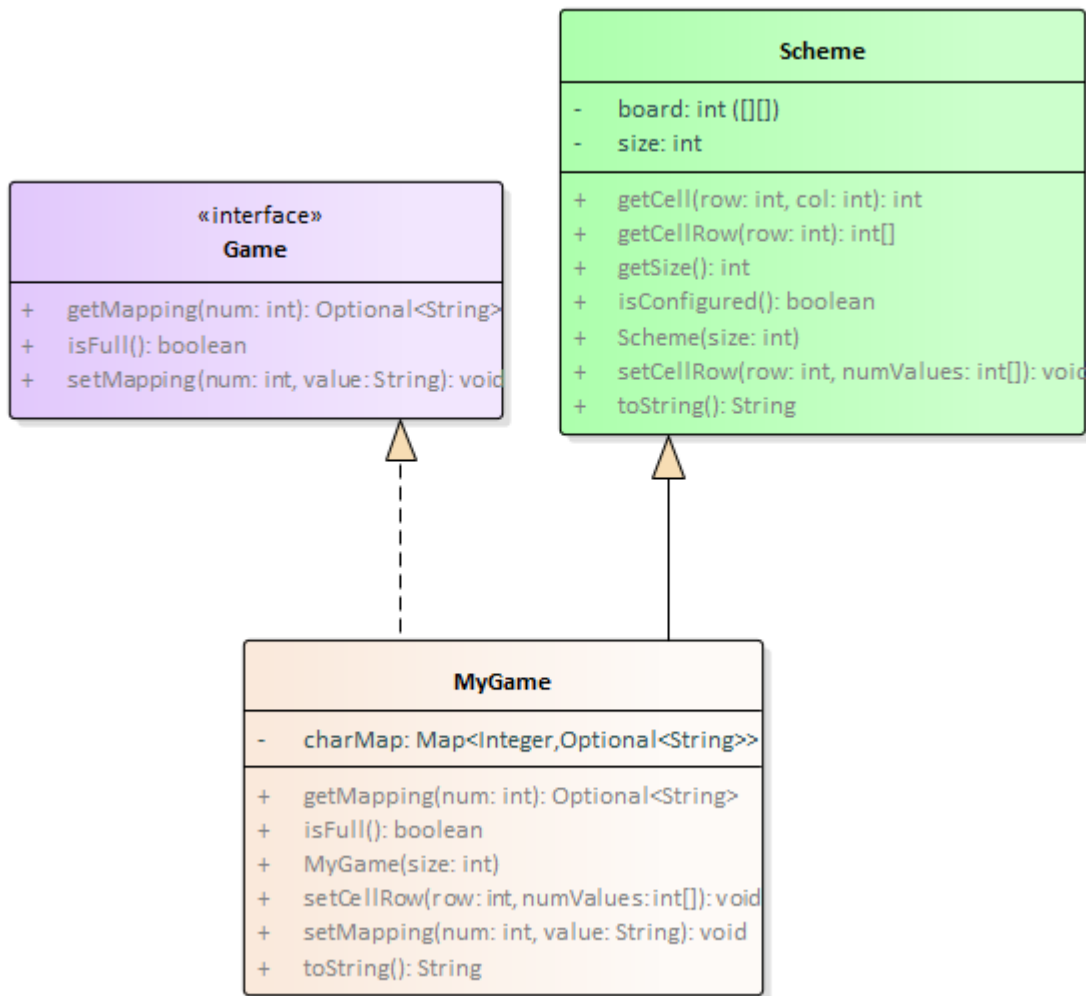 Scheme
- board: int ([][])
- size: int
+ getCell(row: int, col: int): int
+ getCellRow(row: int): int[]
+ getSize(): int
+ isConfigured(): boolean
+ Scheme(size: int)
+ setCellRow(row: int, numValues: int[]): void
+ toString(): String
«interface»
Game
+ getMapping(num: int): Optional<String>
+ isFull(): boolean
+ setMapping(num: int, value: String): void
MyGame
- charMap: Map<Integer,Optional<String>>
+ getMapping(num: int): Optional<String>
+ isFull(): boolean
+ MyGame(size: int)
+ setCellRow(row: int, numValues: int[]): void
+ setMapping(num: int, value: String): void
+ toString(): String